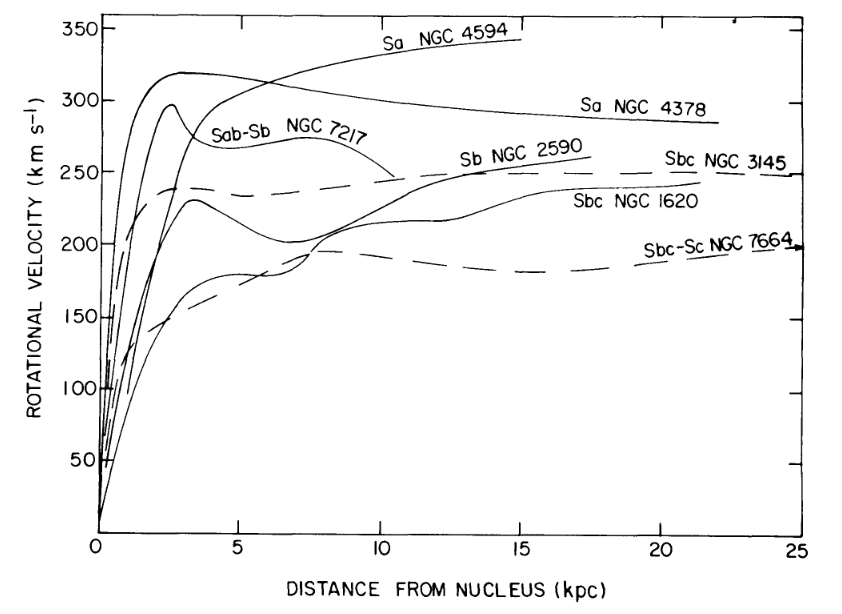 350
300
250
200
150
100
50
0
5
10
15
20
25
ROTATIONAL VELOCITY (km s⁻¹)
DISTANCE FROM NUCLEUS (kpc)
Sa NGC 4594
Sa NGC 4378
Sab-Sb NGC 7217
Sb NGC 2590
Sbc NGC 3145
Sbc NGC 1620
Sbc-Sc NGC 7664